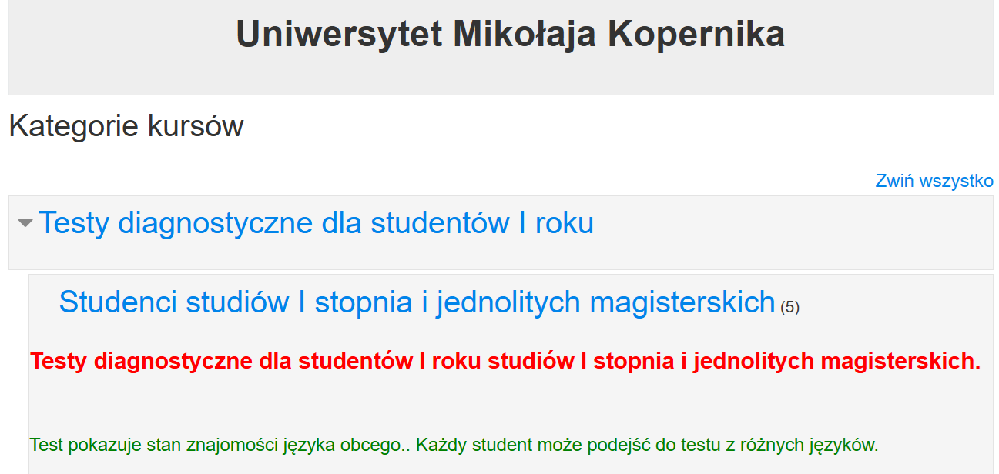 Uniwersytet Mikołaja Kopernika
Kategorie kursów
Zwiń wszystko
Testy diagnostyczne dla studentów I roku
Studenci studiów I stopnia i jednolitych magisterskich (5)
Testy diagnostyczne dla studentów I roku studiów I stopnia i jednolitych magisterskich.
Test pokazuje stan znajomości języka obcego.. Każdy student może podejść do testu z różnych języków.